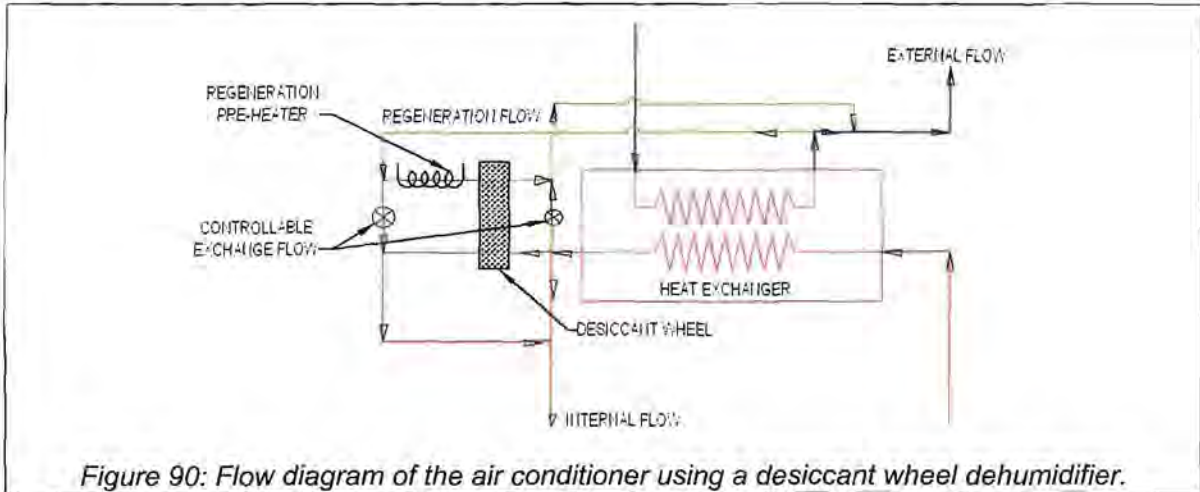 EXTERNAL FLOW
REGENERATION
PRE-HEATER
REGENERATION FLOW
CONTROLLABLE
EXCHANGE FLOW
HEAT EXCHANGER
DESICCANT WHEEL
INTERNAL FLOW
Figure 90: Flow diagram of the air conditioner using a desiccant wheel dehumidifier.